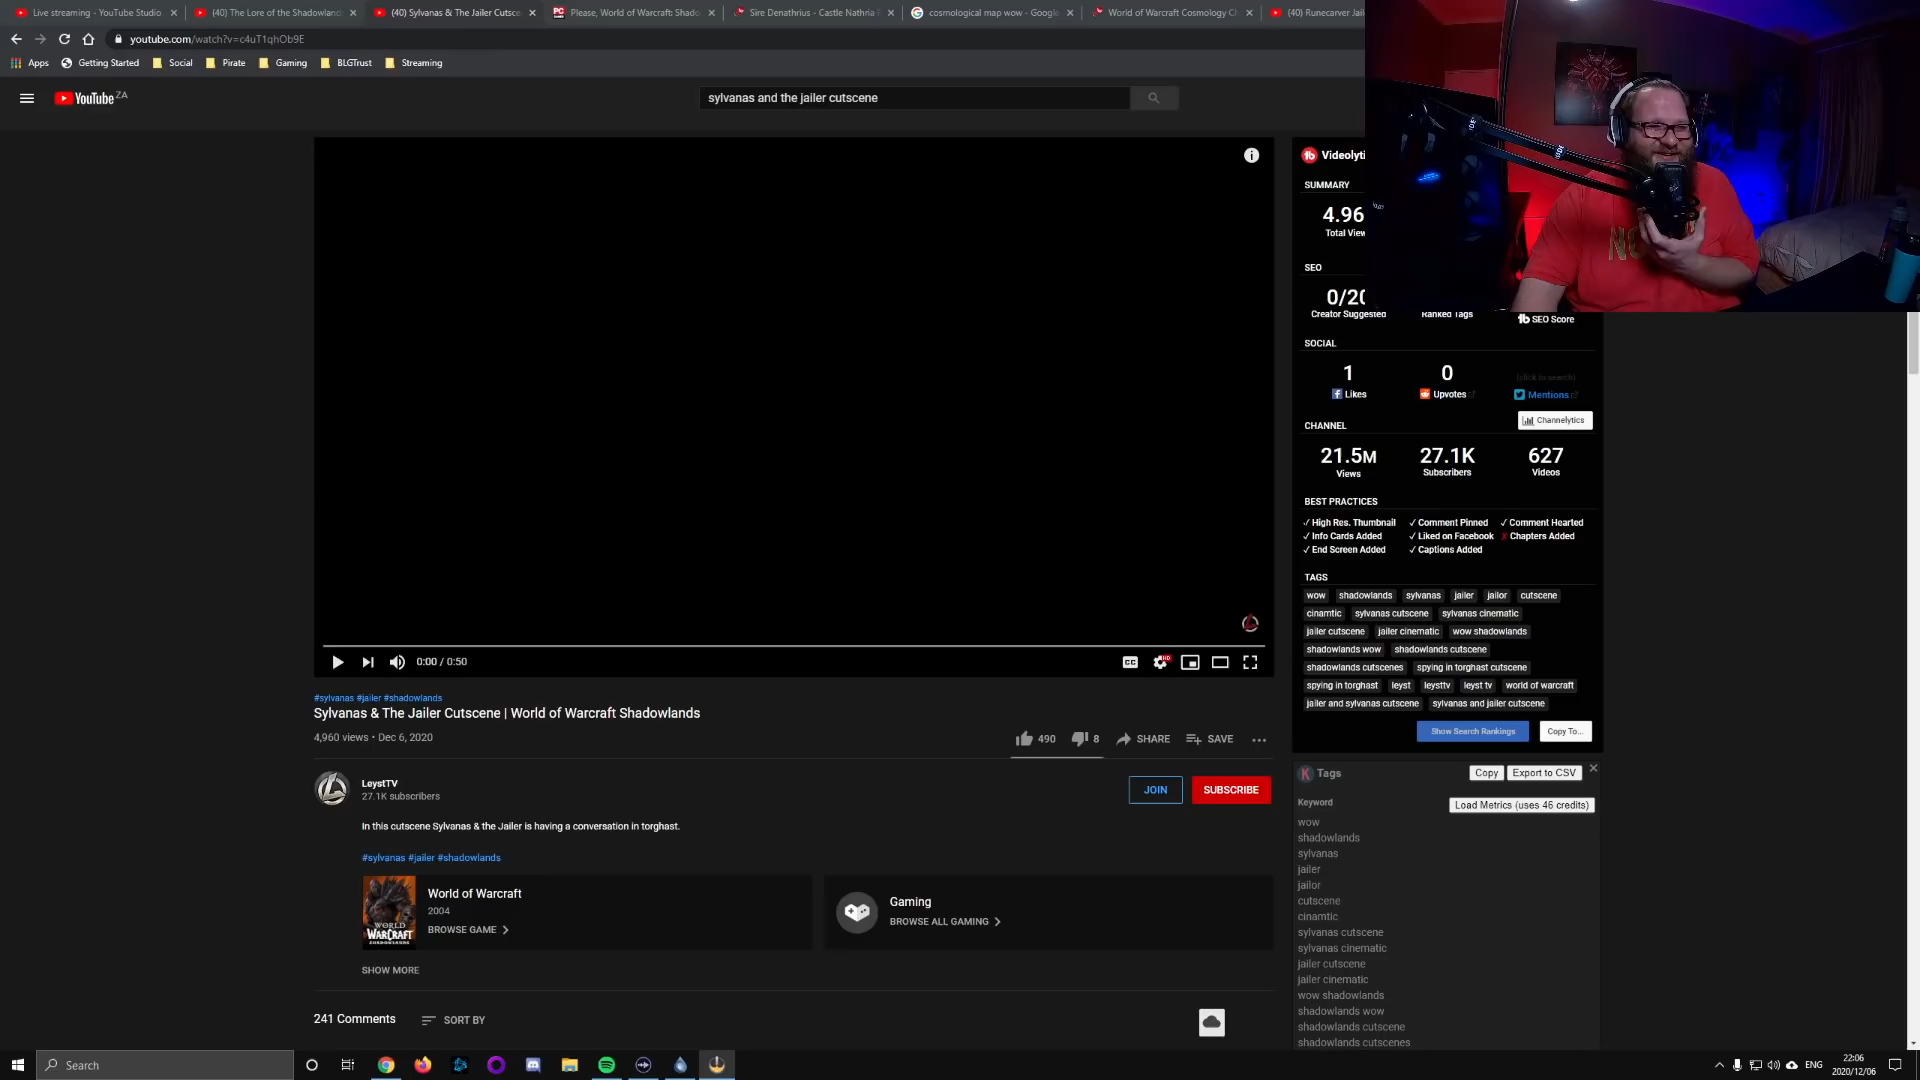 (40) The Lore of the Shadowland
Live streaming - YouTube Studio
(40) Sylvanas & The Jailer Cutsce
Please, World of Warcraft: Shado
Sire Denathrius - Castle Nathria
cosmological map wow - Google
World of Warcraft Cosmology C
(40) Runecarver Jail
youtube.com/watch?v=c4uT1qhOb9E
Apps Getting Started Social Pirate Gaming BLGTrust Streaming
YouTube ZA
sylvanas and the jailer cutscene
Videolyti
SUMMARY
4.96
Total View
SEO
0/20
Creator Suggested Ranked Tags tb SEO Score
SOCIAL
1 0 (click to search)
Likes Upvotes Mentions
Channelytics
CHANNEL
21.5M 27.1K 627
Views Subscribers Videos
BEST PRACTICES
✓ High Res. Thumbnail ✓ Comment Pinned ✓ Comment Hearted
✓ Info Cards Added ✓ Liked on Facebook ✗ Chapters Added
✓ End Screen Added ✓ Captions Added
TAGS
wow shadowlands sylvanas jailer jailor cutscene
cinamtic sylvanas cutscene sylvanas cinematic
jailer cutscene jailer cinematic wow shadowlands
shadowlands wow shadowlands cutscene
shadowlands cutscenes spying in torghast cutscene
spying in torghast leyst leysttv leyst tv world of warcraft
jailer and sylvanas cutscene sylvanas and jailer cutscene
Show Search Rankings Copy To...
K Tags Copy Export to CSV
Keyword Load Metrics (uses 46 credits)
wow
shadowlands
sylvanas
jailer
jailor
cutscene
cinamtic
sylvanas cutscene
sylvanas cinematic
jailer cutscene
jailer cinematic
wow shadowlands
shadowlands wow
shadowlands cutscene
shadowlands cutscenes
0:00 / 0:50
CC HD
#sylvanas #jailer #shadowlands
Sylvanas & The Jailer Cutscene | World of Warcraft Shadowlands
4,960 views • Dec 6, 2020
490 8 SHARE SAVE
LeystTV
27.1K subscribers
JOIN SUBSCRIBE
In this cutscene Sylvanas & the Jailer is having a conversation in torghast.
#sylvanas #jailer #shadowlands
World of Warcraft
2004
BROWSE GAME
Gaming
BROWSE ALL GAMING
SHOW MORE
241 Comments SORT BY
Search
ENG
22:06
2020/12/06